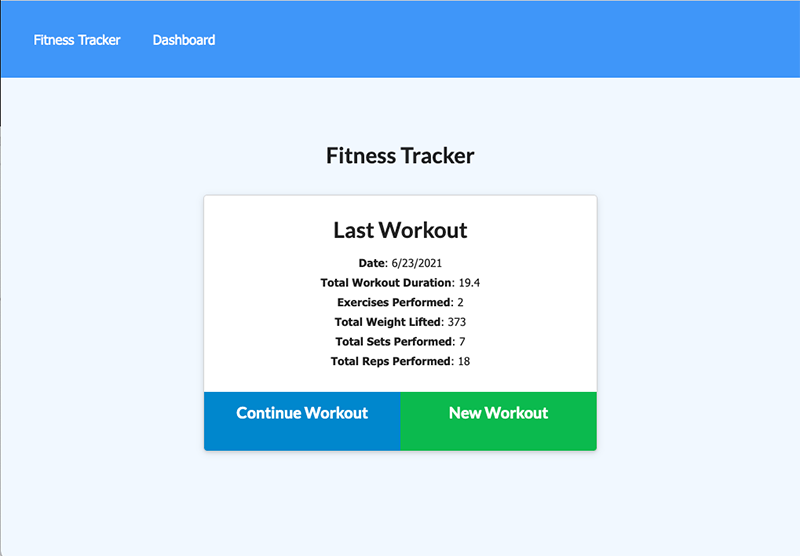 Fitness Tracker Dashboard
Fitness Tracker
Last Workout
Date: 6/23/2021
Total Workout Duration: 19.4
Exercises Performed: 2
Total Weight Lifted: 373
Total Sets Performed: 7
Total Reps Performed: 18
Continue Workout New Workout